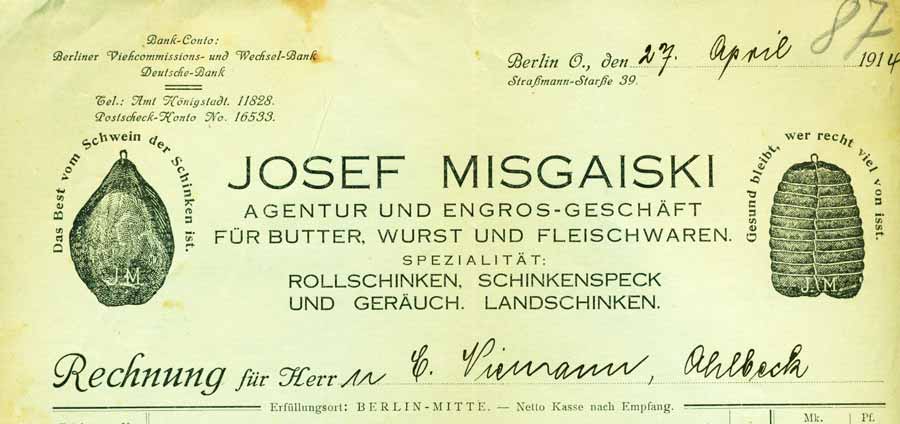 87
Bank-Conto:
Berliner Viehcommissions- und Wechsel-Bank
Deutsche-Bank
Tel.: Amt Königstadt. 11828.
Postscheck-Konto No. 16533.
Berlin O., den 27. April 1914
Straßmann-Starße 39.
Das Best vom Schwein der Schinken ist.
J.M.
JOSEF MISGAISKI
AGENTUR UND ENGROS-GESCHÄFT
FÜR BUTTER, WURST UND FLEISCHWAREN.
SPEZIALITÄT:
ROLLSCHINKEN, SCHINKENSPECK
UND GERÄUCH. LANDSCHINKEN.
Gesund bleibt, wer recht viel von isst.
J.M.
Rechnung für Herrn C. Viemann, Ahlbeck
Erfüllungsort: BERLIN-MITTE. — Netto Kasse nach Empfang.
Mk. Pf.